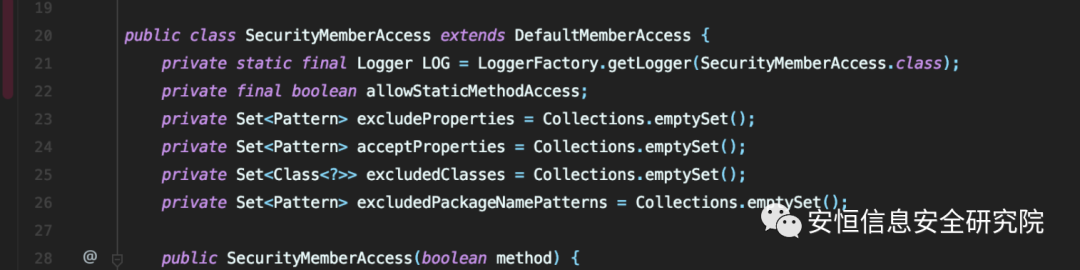 19
20 public class SecurityMemberAccess extends DefaultMemberAccess {
21 private static final Logger LOG = LoggerFactory.getLogger(SecurityMemberAccess.class);
22 private final boolean allowStaticMethodAccess;
23 private Set<Pattern> excludeProperties = Collections.emptySet();
24 private Set<Pattern> acceptProperties = Collections.emptySet();
25 private Set<Class<?>> excludedClasses = Collections.emptySet();
26 private Set<Pattern> excludedPackageNamePatterns = Collections.emptySet();
安恒信息安全研究院
27
28 @ public SecurityMemberAccess(boolean method) {